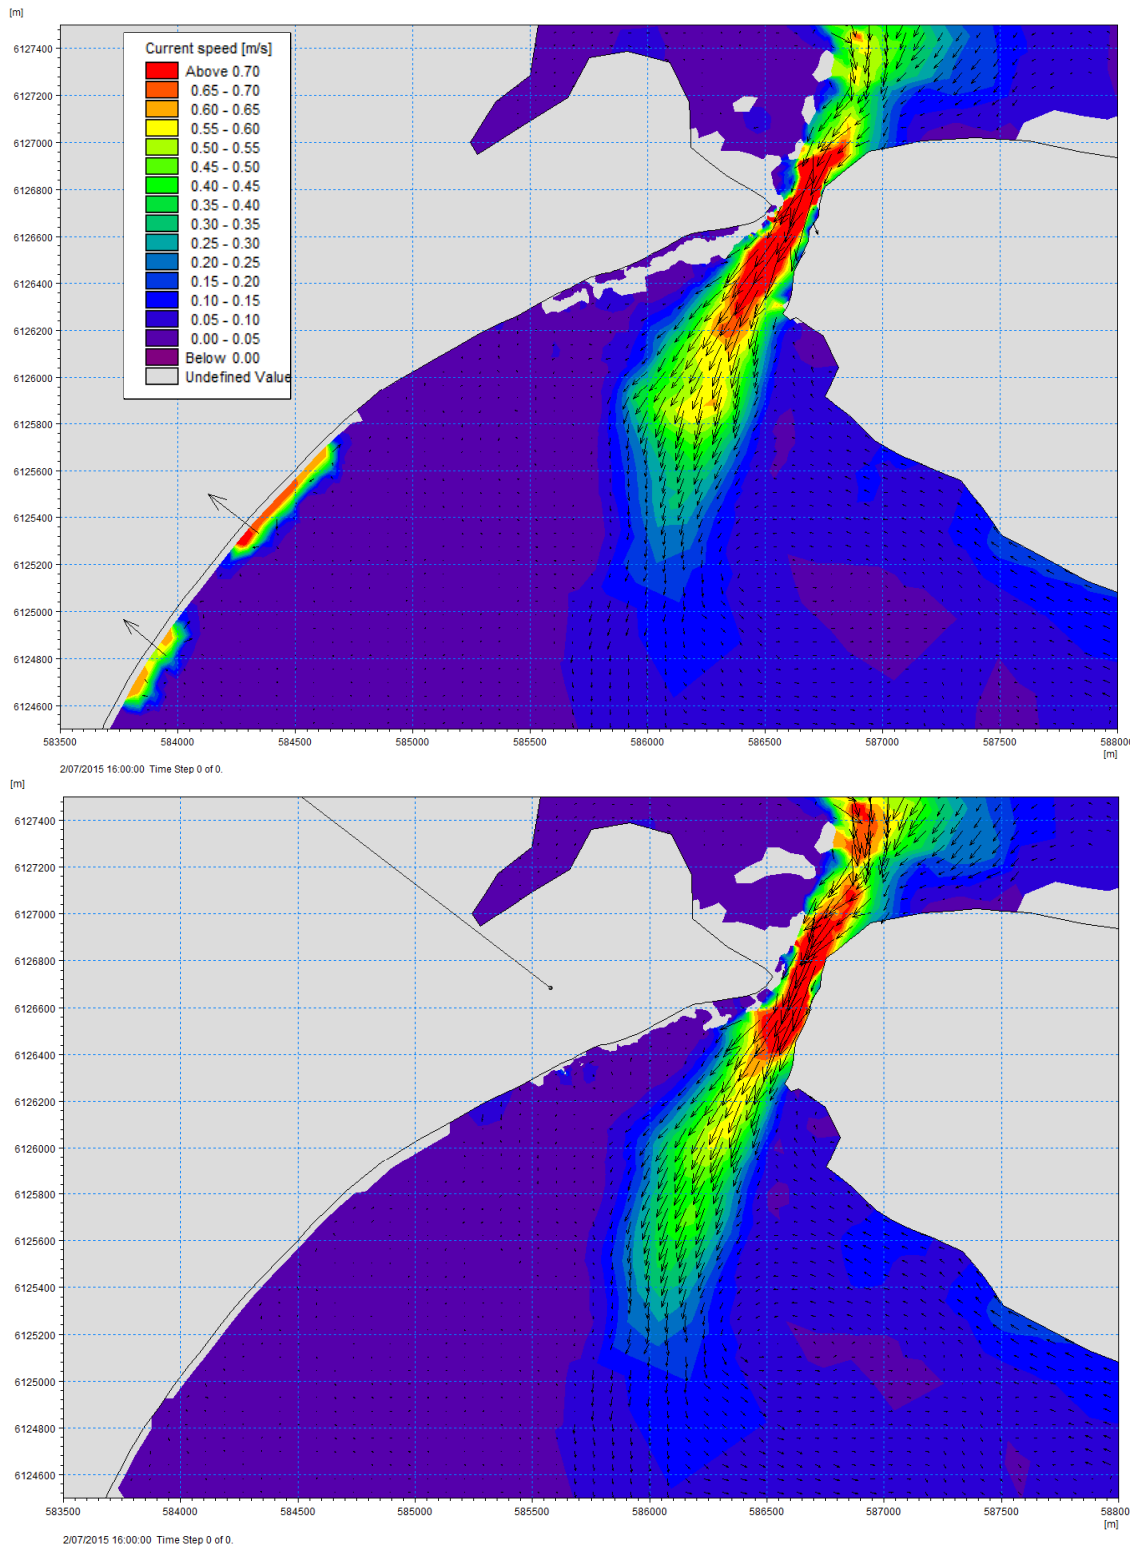 [m]
6127400
6127200
6127000
6126800
6126600
6126400
6126200
6126000
6125800
6125600
6125400
6125200
6125000
6124800
6124600
Current speed [m/s]
Above 0.70
0.65 - 0.70
0.60 - 0.65
0.55 - 0.60
0.50 - 0.55
0.45 - 0.50
0.40 - 0.45
0.35 - 0.40
0.30 - 0.35
0.25 - 0.30
0.20 - 0.25
0.15 - 0.20
0.10 - 0.15
0.05 - 0.10
0.00 - 0.05
Below 0.00
Undefined Value
583500 584000 584500 585000 585500 586000 586500 587000 587500 58800
[m]
2/07/2015 16:00:00 Time Step 0 of 0.
[m]
6127400
6127200
6127000
6126800
6126600
6126400
6126200
6126000
6125800
6125600
6125400
6125200
6125000
6124800
6124600
583500 584000 584500 585000 585500 586000 586500 587000 587500 58800
[m]
2/07/2015 16:00:00 Time Step 0 of 0.